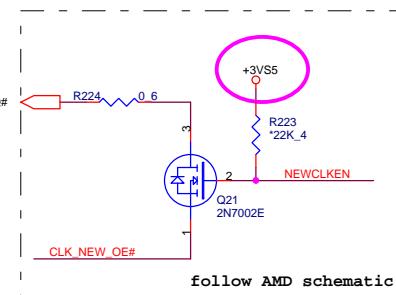 +3VS5
R224
0_6
#
R223
*22K_4
3
2
NEWCLKEN
Q21
2N7002E
1
CLK_NEW_OE#
follow AMD schematic